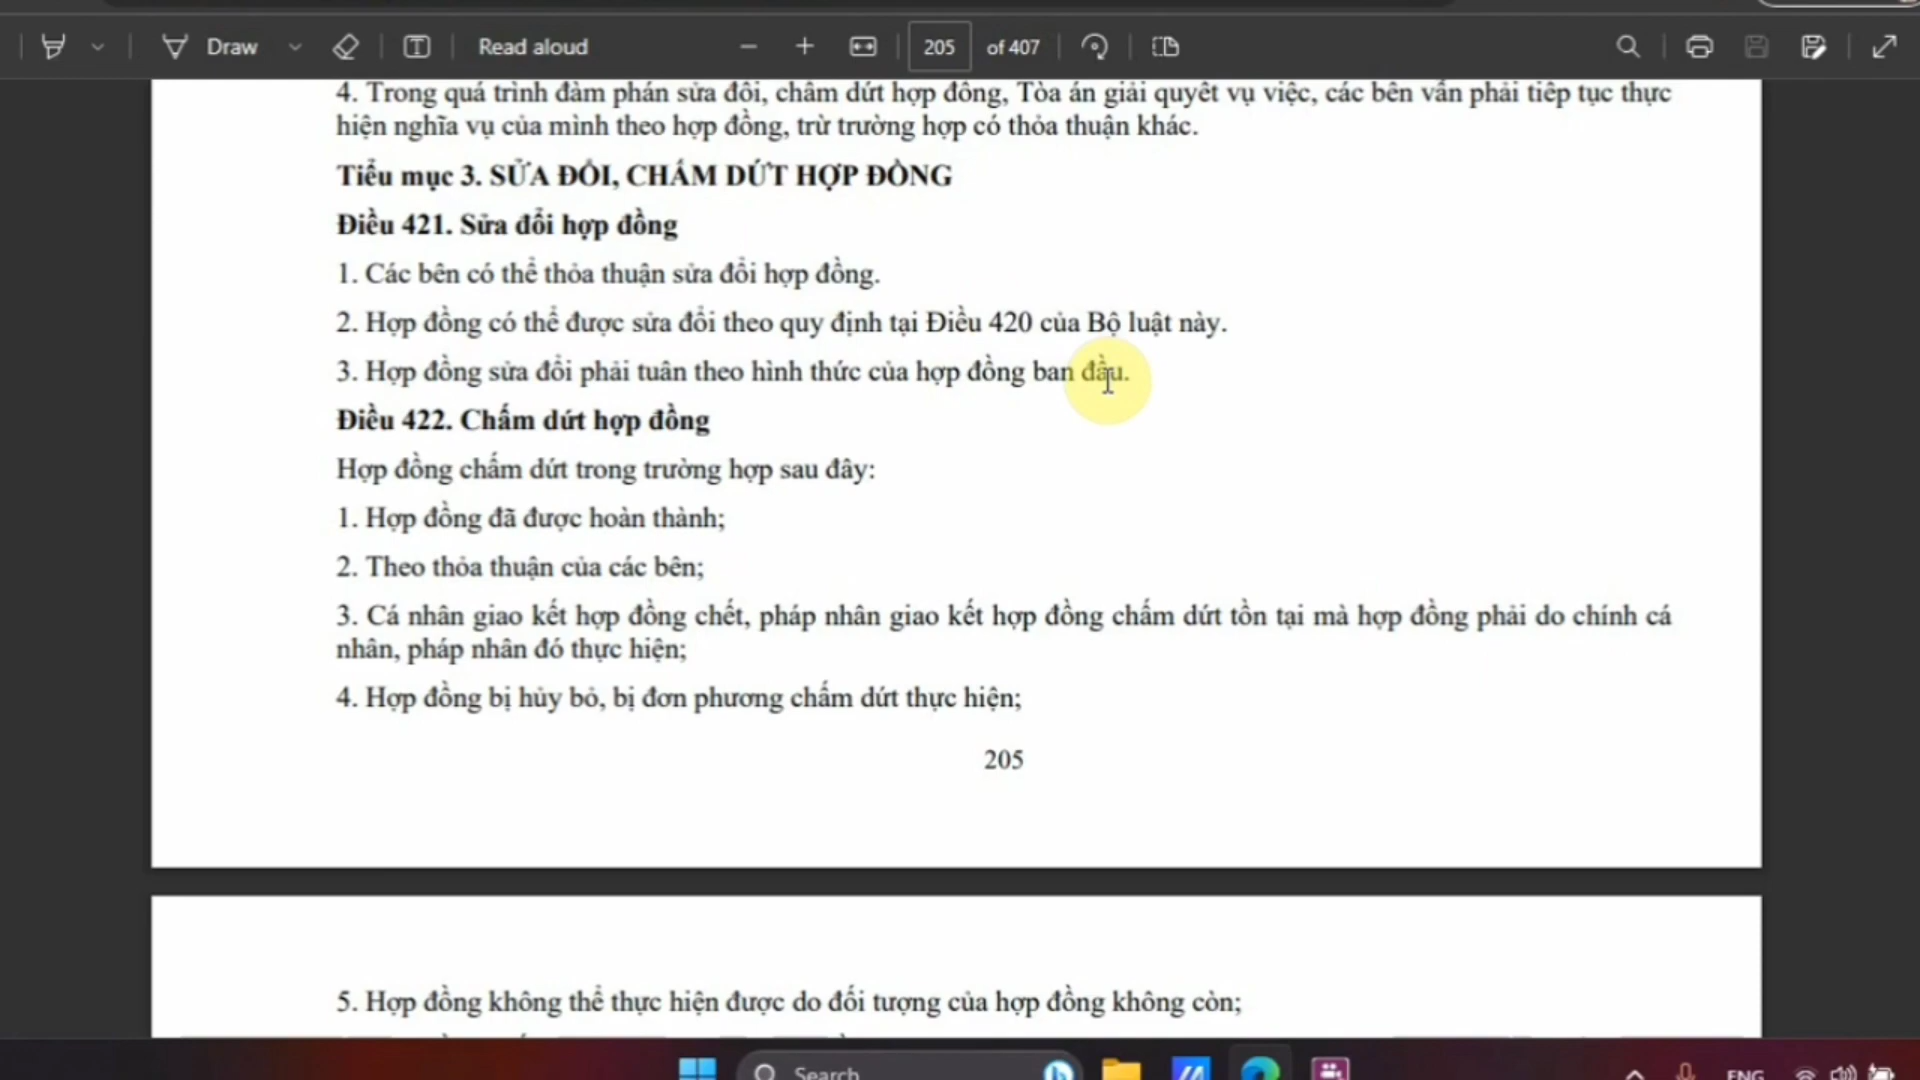 Draw
Read aloud
205 of 407
4. Trong quá trình đàm phán sửa đổi, chấm dứt hợp đồng, Tòa án giải quyết vụ việc, các bên vẫn phải tiếp tục thực
hiện nghĩa vụ của mình theo hợp đồng, trừ trường hợp có thỏa thuận khác.
Tiểu mục 3. SỬA ĐỔI, CHẤM DỨT HỢP ĐỒNG
Điều 421. Sửa đổi hợp đồng
1. Các bên có thể thỏa thuận sửa đổi hợp đồng.
2. Hợp đồng có thể được sửa đổi theo quy định tại Điều 420 của Bộ luật này.
3. Hợp đồng sửa đổi phải tuân theo hình thức của hợp đồng ban đầu.
Điều 422. Chấm dứt hợp đồng
Hợp đồng chấm dứt trong trường hợp sau đây:
1. Hợp đồng đã được hoàn thành;
2. Theo thỏa thuận của các bên;
3. Cá nhân giao kết hợp đồng chết, pháp nhân giao kết hợp đồng chấm dứt tồn tại mà hợp đồng phải do chính cá
nhân, pháp nhân đó thực hiện;
4. Hợp đồng bị hủy bỏ, bị đơn phương chấm dứt thực hiện;
205
5. Hợp đồng không thể thực hiện được do đối tượng của hợp đồng không còn;
Search
ENG